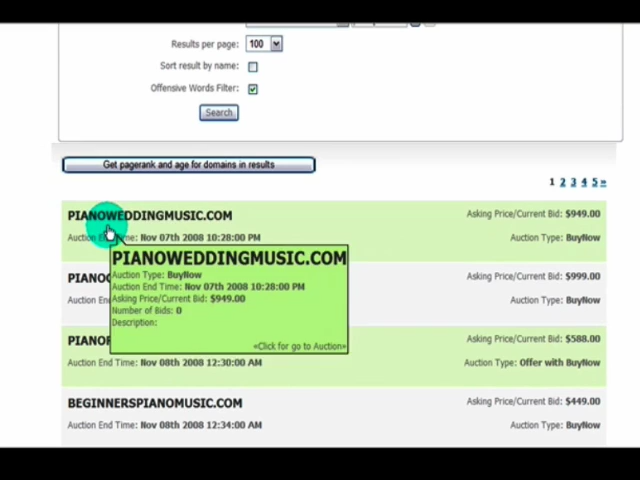 Results per page: 100
Sort result by name:
Offensive Words Filter:
Search
Get pagerank and age for domains in results
1 2 3 4 5 »
PIANOWEDDINGMUSIC.COM
Asking Price/Current Bid: $949.00
Auction End Time: Nov 07th 2008 10:28:00 PM
Auction Type: BuyNow
PIANOWEDDINGMUSIC.COM
Auction Type: BuyNow
Auction End Time: Nov 07th 2008 10:28:00 PM
Asking Price/Current Bid: $949.00
Number of Bids: 0
Description:
«Click for go to Auction»
Asking Price/Current Bid: $999.00
Auction Type: BuyNow
Asking Price/Current Bid: $588.00
Auction End Time: Nov 08th 2008 12:30:00 AM
Auction Type: Offer with BuyNow
BEGINNERSPIANOMUSIC.COM
Asking Price/Current Bid: $449.00
Auction End Time: Nov 08th 2008 12:34:00 AM
Auction Type: BuyNow